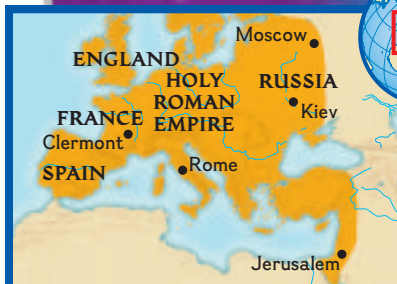 Moscow
ENGLAND
HOLY
ROMAN
EMPIRE
RUSSIA
Kiev
FRANCE
Clermont
Rome
SPAIN
Jerusalem